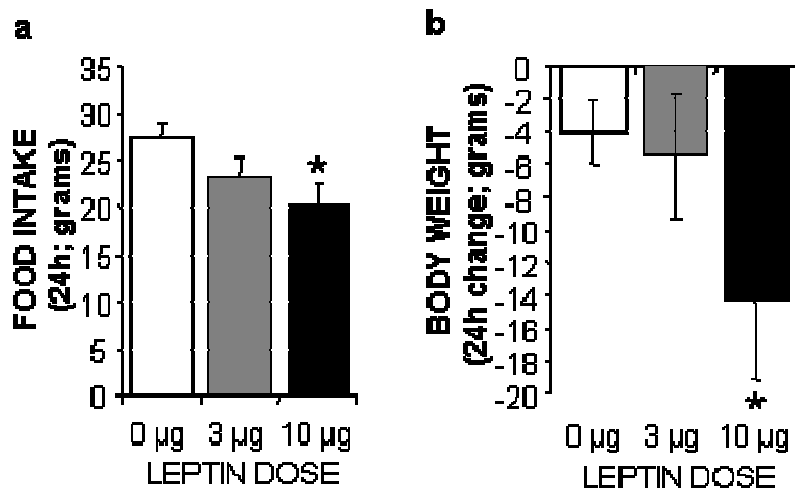 a
FOOD INTAKE
(24h; grams)
35
30
25
20
15
10
5
0
*
0 µg 3 µg 10 µg
LEPTIN DOSE
b
BODY WEIGHT
(24h change; grams)
0
-2
-4
-6
-8
-10
-12
-14
-16
-18
-20
*
0 µg 3 µg 10 µg
LEPTIN DOSE